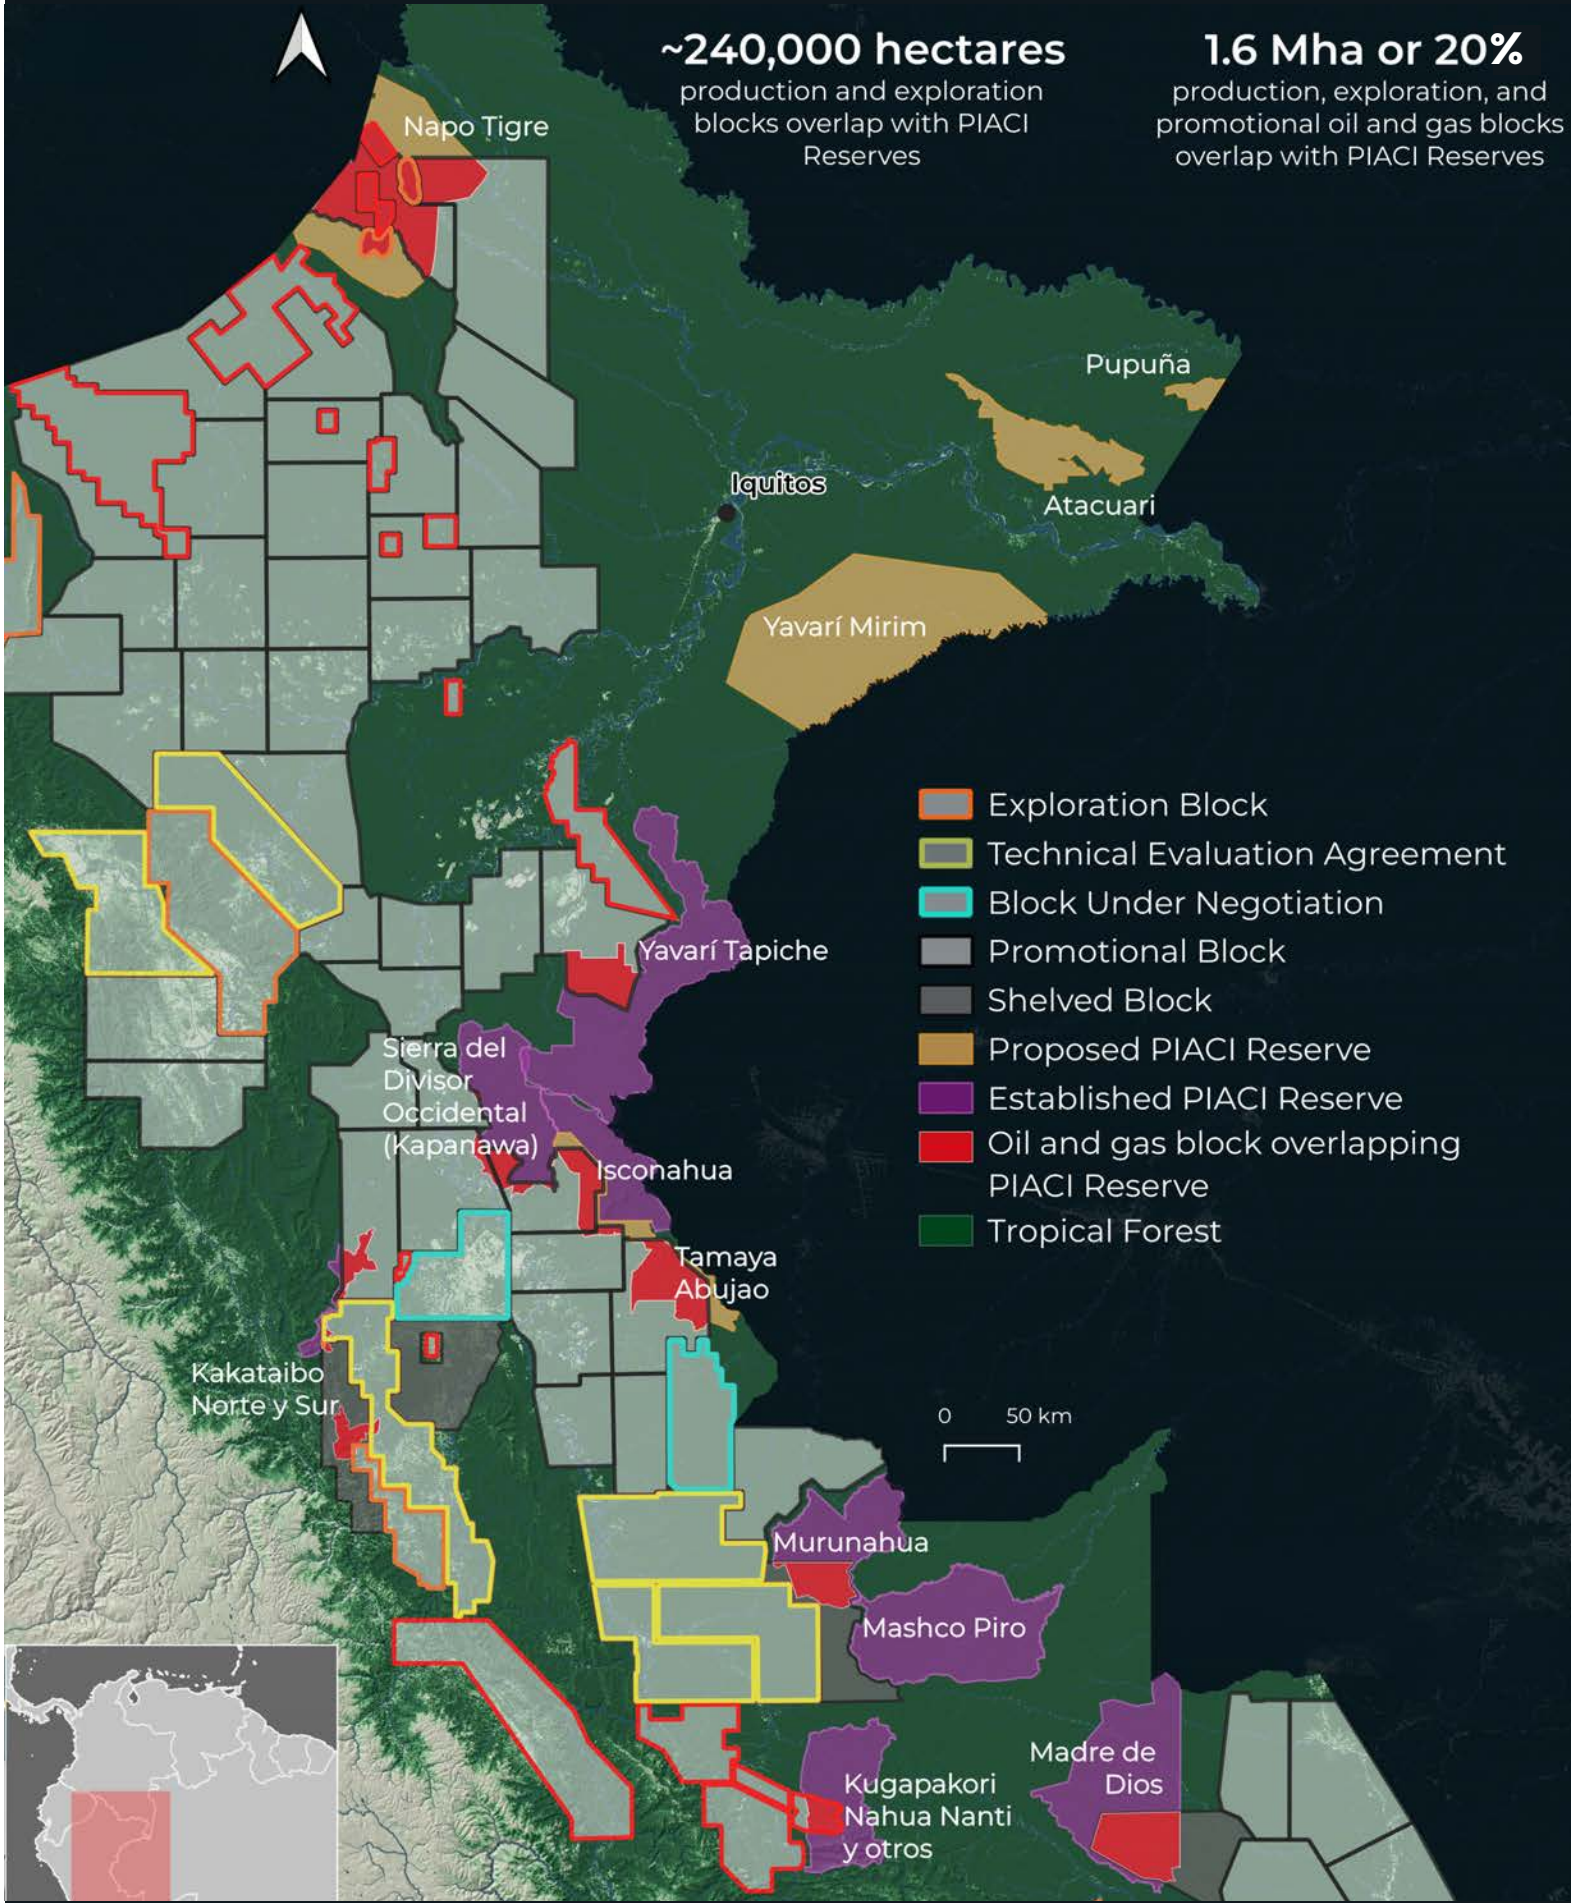 ~240,000 hectares
production and exploration
blocks overlap with PIACI
Reserves
1.6 Mha or 20%
production, exploration, and
promotional oil and gas blocks
overlap with PIACI Reserves
Napo Tigre
Pupuña
Iquitos
Atacuari
Yavarí Mirim
Exploration Block
Technical Evaluation Agreement
Block Under Negotiation
Promotional Block
Shelved Block
Proposed PIACI Reserve
Established PIACI Reserve
Oil and gas block overlapping
PIACI Reserve
Tropical Forest
Yavarí Tapiche
Sierra del
Divisor
Occidental
(Kapanawa)
Isconahua
Tamaya
Abujao
Kakataibo
Norte y Sur
0 50 km
Murunahua
Mashco Piro
Madre de
Dios
Kugapakori
Nahua Nanti
y otros